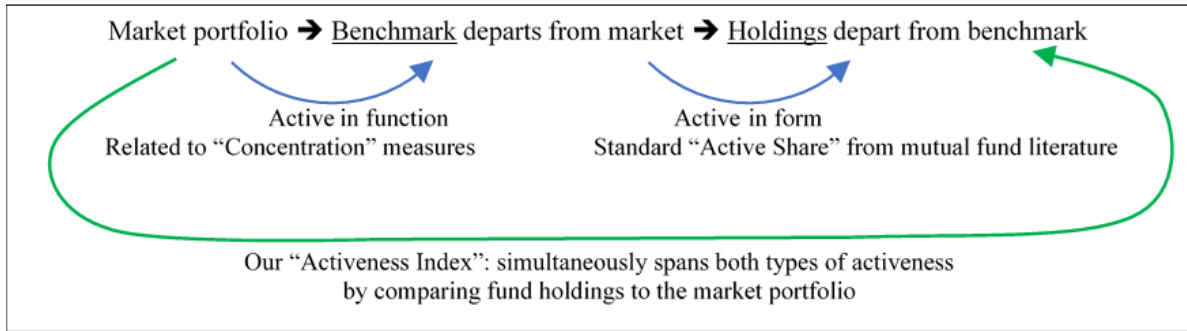 Market portfolio ➔ Benchmark departs from market ➔ Holdings depart from benchmark
Active in function
Related to “Concentration” measures
Active in form
Standard “Active Share” from mutual fund literature
Our “Activeness Index”: simultaneously spans both types of activeness
by comparing fund holdings to the market portfolio